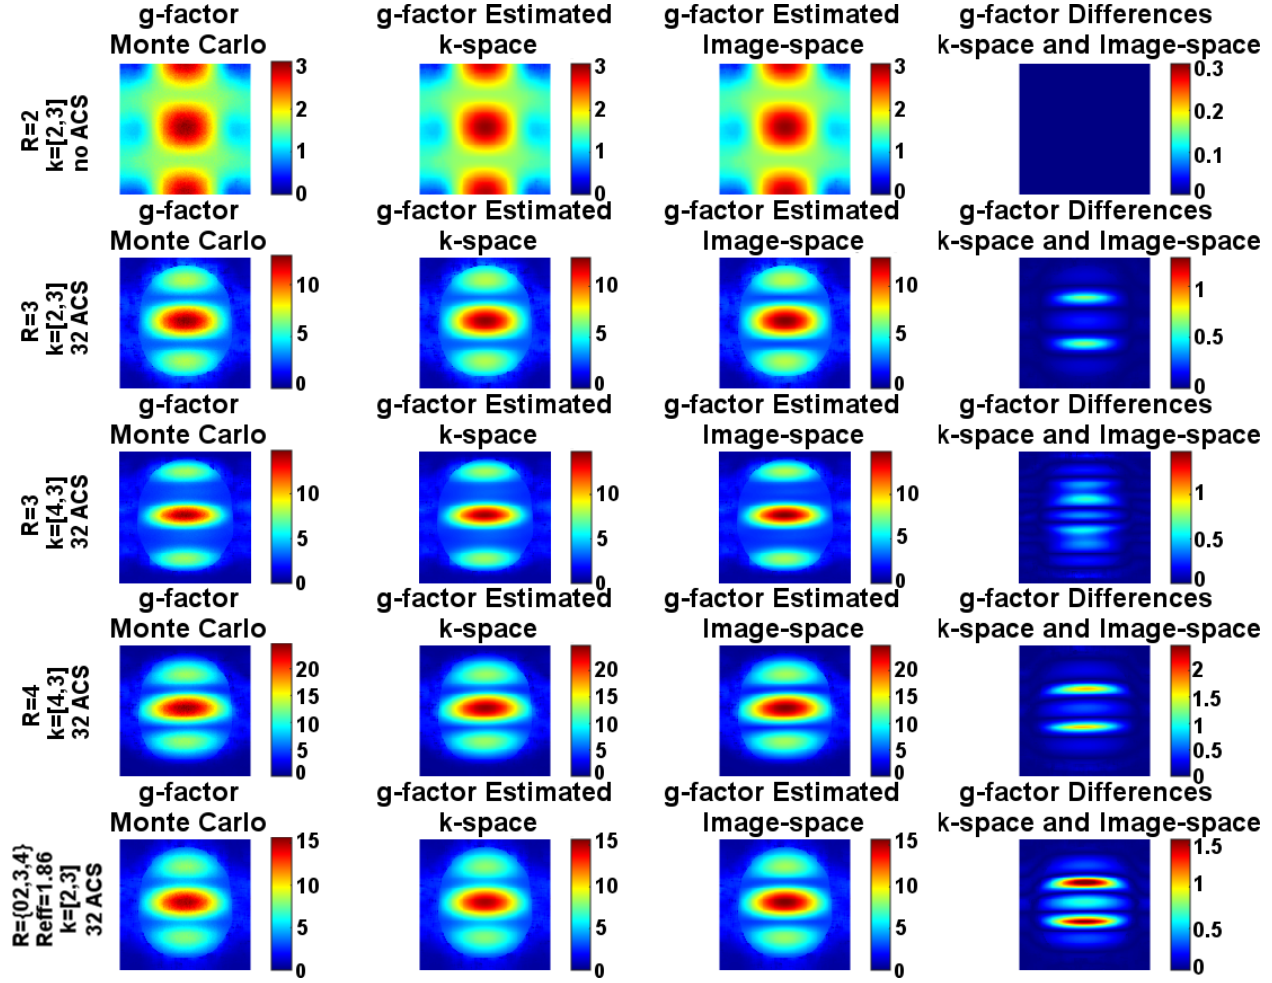 g-factor
Monte Carlo
g-factor Estimated
k-space
g-factor Estimated
Image-space
g-factor Differences
k-space and Image-space
R=2
k=[2,3]
no ACS
3
2
1
0
3
2
1
0
3
2
1
0
0.3
0.2
0.1
0
g-factor
Monte Carlo
g-factor Estimated
k-space
g-factor Estimated
Image-space
g-factor Differences
k-space and Image-space
R=3
k=[2,3]
32 ACS
10
5
0
10
5
0
10
5
0
1
0.5
0
g-factor
Monte Carlo
g-factor Estimated
k-space
g-factor Estimated
Image-space
g-factor Differences
k-space and Image-space
R=3
k=[4,3]
32 ACS
10
5
0
10
5
0
10
5
0
1
0.5
0
g-factor
Monte Carlo
g-factor Estimated
k-space
g-factor Estimated
Image-space
g-factor Differences
k-space and Image-space
R=4
k=[4,3]
32 ACS
20
15
10
5
0
20
15
10
5
0
20
15
10
5
0
2
1.5
1
0.5
0
g-factor
Monte Carlo
g-factor Estimated
k-space
g-factor Estimated
Image-space
g-factor Differences
k-space and Image-space
R={02,3,4}
Reff=1.86
k=[2,3]
32 ACS
15
10
5
0
15
10
5
0
15
10
5
0
1.5
1
0.5
0